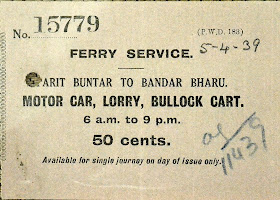 No. 15779
(P.W.D. 183)
5-4-39
FERRY SERVICE.
PARIT BUNTAR TO BANDAR BHARU.
MOTOR CAR, LORRY, BULLOCK CART.
6 a.m. to 9 p.m.
50 cents.
Available for single journey on day of issue only.